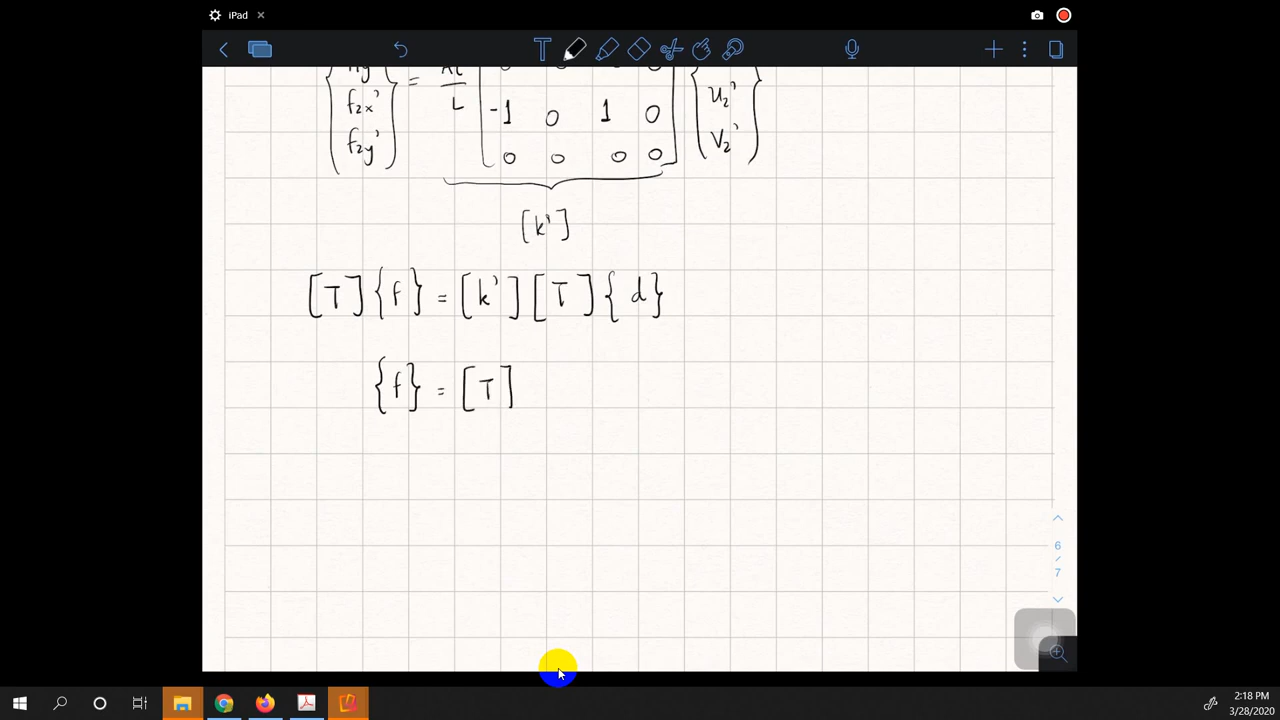 iPad
= AE/L
f2x'
-1 0 1 0
u2'
f2y'
0 0 0 0
v2'
[k']
[T]{f} = [k'][T]{d}
{f} = [T]
6
/
7
2:18 PM
3/28/2020